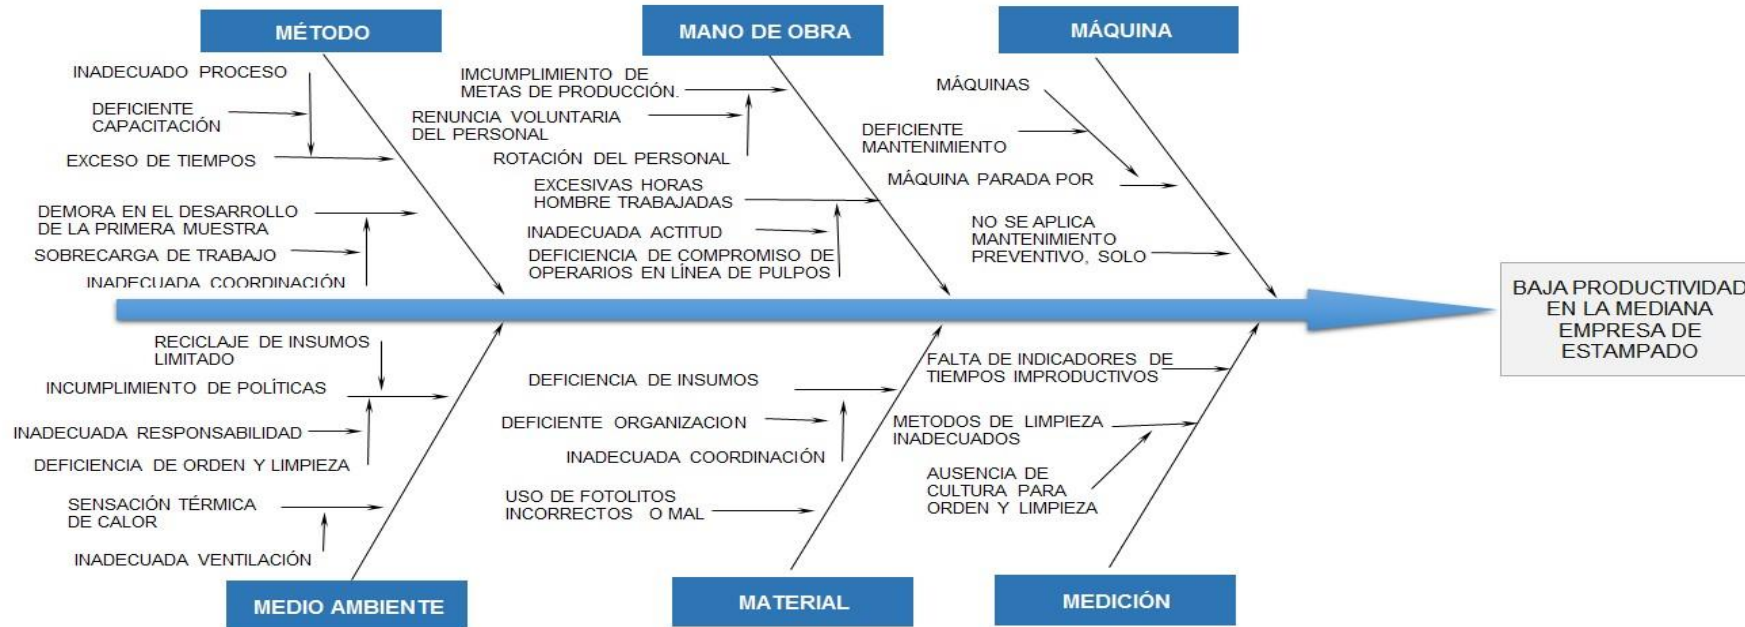 MÉTODO
INADECUADO PROCESO
DEFICIENTE
CAPACITACIÓN
EXCESO DE TIEMPOS
DEMORA EN EL DESARROLLO
DE LA PRIMERA MUESTRA
SOBRECARGA DE TRABAJO
INADECUADA COORDINACIÓN
MANO DE OBRA
IMCUMPLIMIENTO DE
METAS DE PRODUCCIÓN.
RENUNCIA VOLUNTARIA
DEL PERSONAL
ROTACIÓN DEL PERSONAL
EXCESIVAS HORAS
HOMBRE TRABAJADAS
INADECUADA ACTITUD
DEFICIENCIA DE COMPROMISO DE
OPERARIOS EN LÍNEA DE PULPOS
MÁQUINA
MÁQUINAS
DEFICIENTE
MANTENIMIENTO
MÁQUINA PARADA POR
NO SE APLICA
MANTENIMIENTO
PREVENTIVO, SOLO
BAJA PRODUCTIVIDAD
EN LA MEDIANA
EMPRESA DE
ESTAMPADO
RECICLAJE DE INSUMOS
LIMITADO
INCUMPLIMIENTO DE POLÍTICAS
INADECUADA RESPONSABILIDAD
DEFICIENCIA DE ORDEN Y LIMPIEZA
SENSACIÓN TÉRMICA
DE CALOR
INADECUADA VENTILACIÓN
MEDIO AMBIENTE
DEFICIENCIA DE INSUMOS
DEFICIENTE ORGANIZACION
INADECUADA COORDINACIÓN
USO DE FOTOLITOS
INCORRECTOS O MAL
MATERIAL
FALTA DE INDICADORES DE
TIEMPOS IMPRODUCTIVOS
METODOS DE LIMPIEZA
INADECUADOS
AUSENCIA DE
CULTURA PARA
ORDEN Y LIMPIEZA
MEDICIÓN